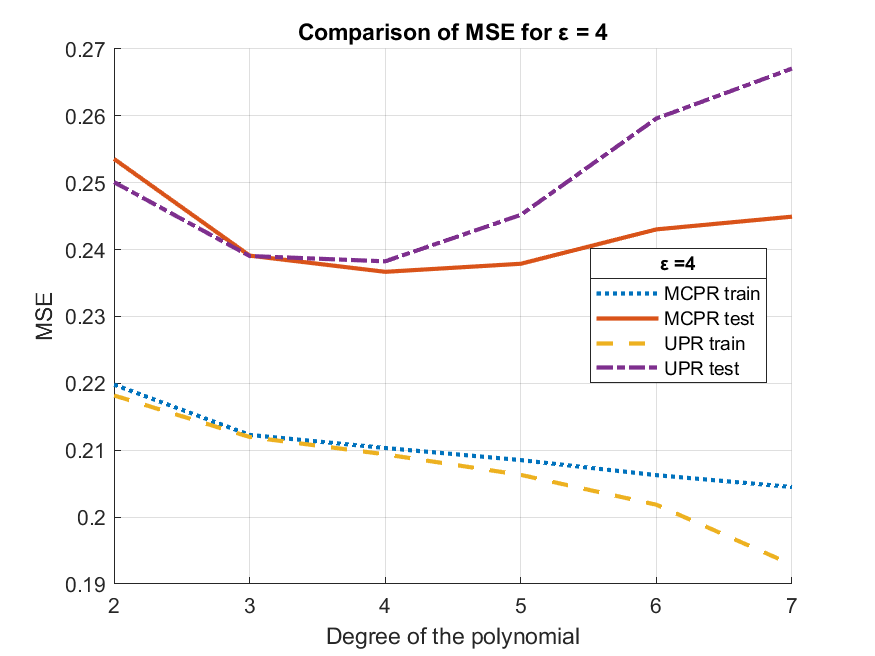 Comparison of MSE for ε = 4
0.27
0.26
0.25
0.24
0.23
0.22
0.21
0.2
0.19
MSE
2 3 4 5 6 7
Degree of the polynomial
ε =4
MCPR train
MCPR test
UPR train
UPR test